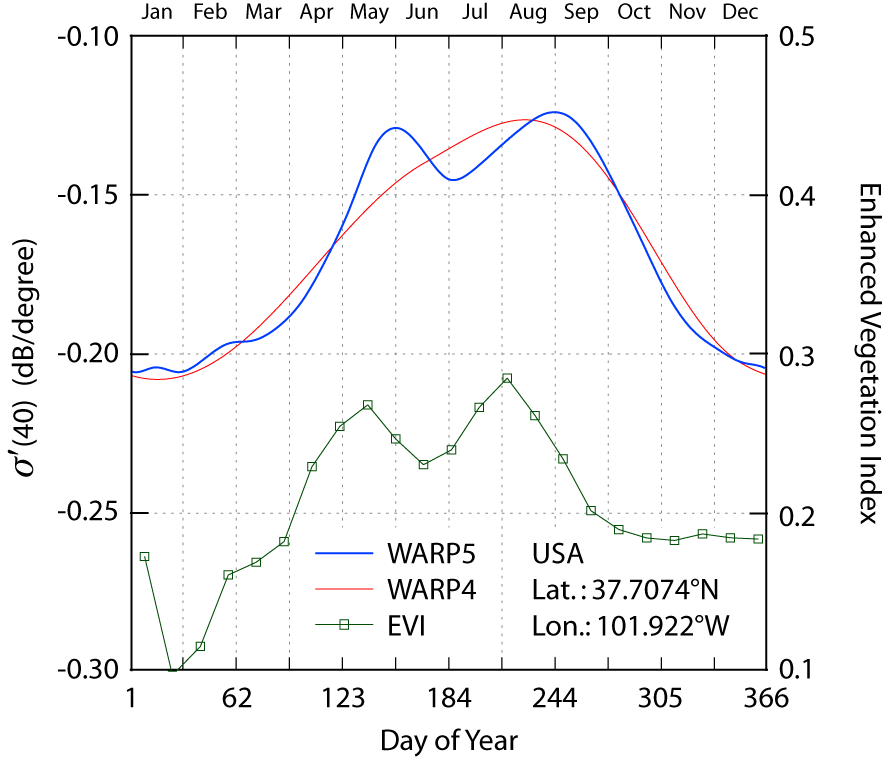 Jan Feb Mar Apr May Jun Jul Aug Sep Oct Nov Dec
-0.10
-0.15
-0.20
-0.25
-0.30
σ′(40) (dB/degree)
0.5
0.4
0.3
0.2
0.1
Enhanced Vegetation Index
WARP5 USA
WARP4 Lat.: 37.7074°N
EVI Lon.: 101.922°W
1 62 123 184 244 305 366
Day of Year